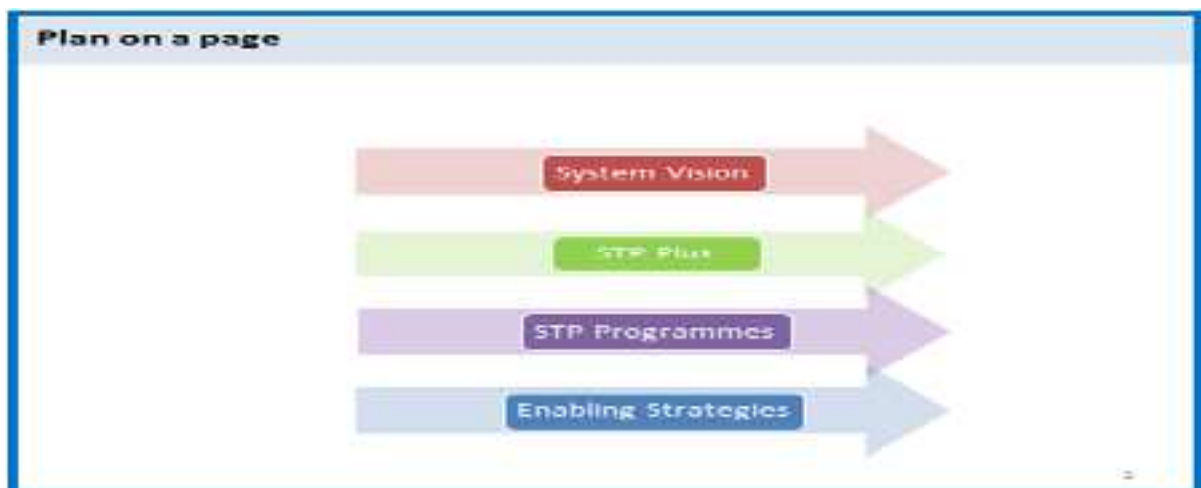 Plan on a page
System Vision
STP Plus
STP Programmes
Enabling Strategies